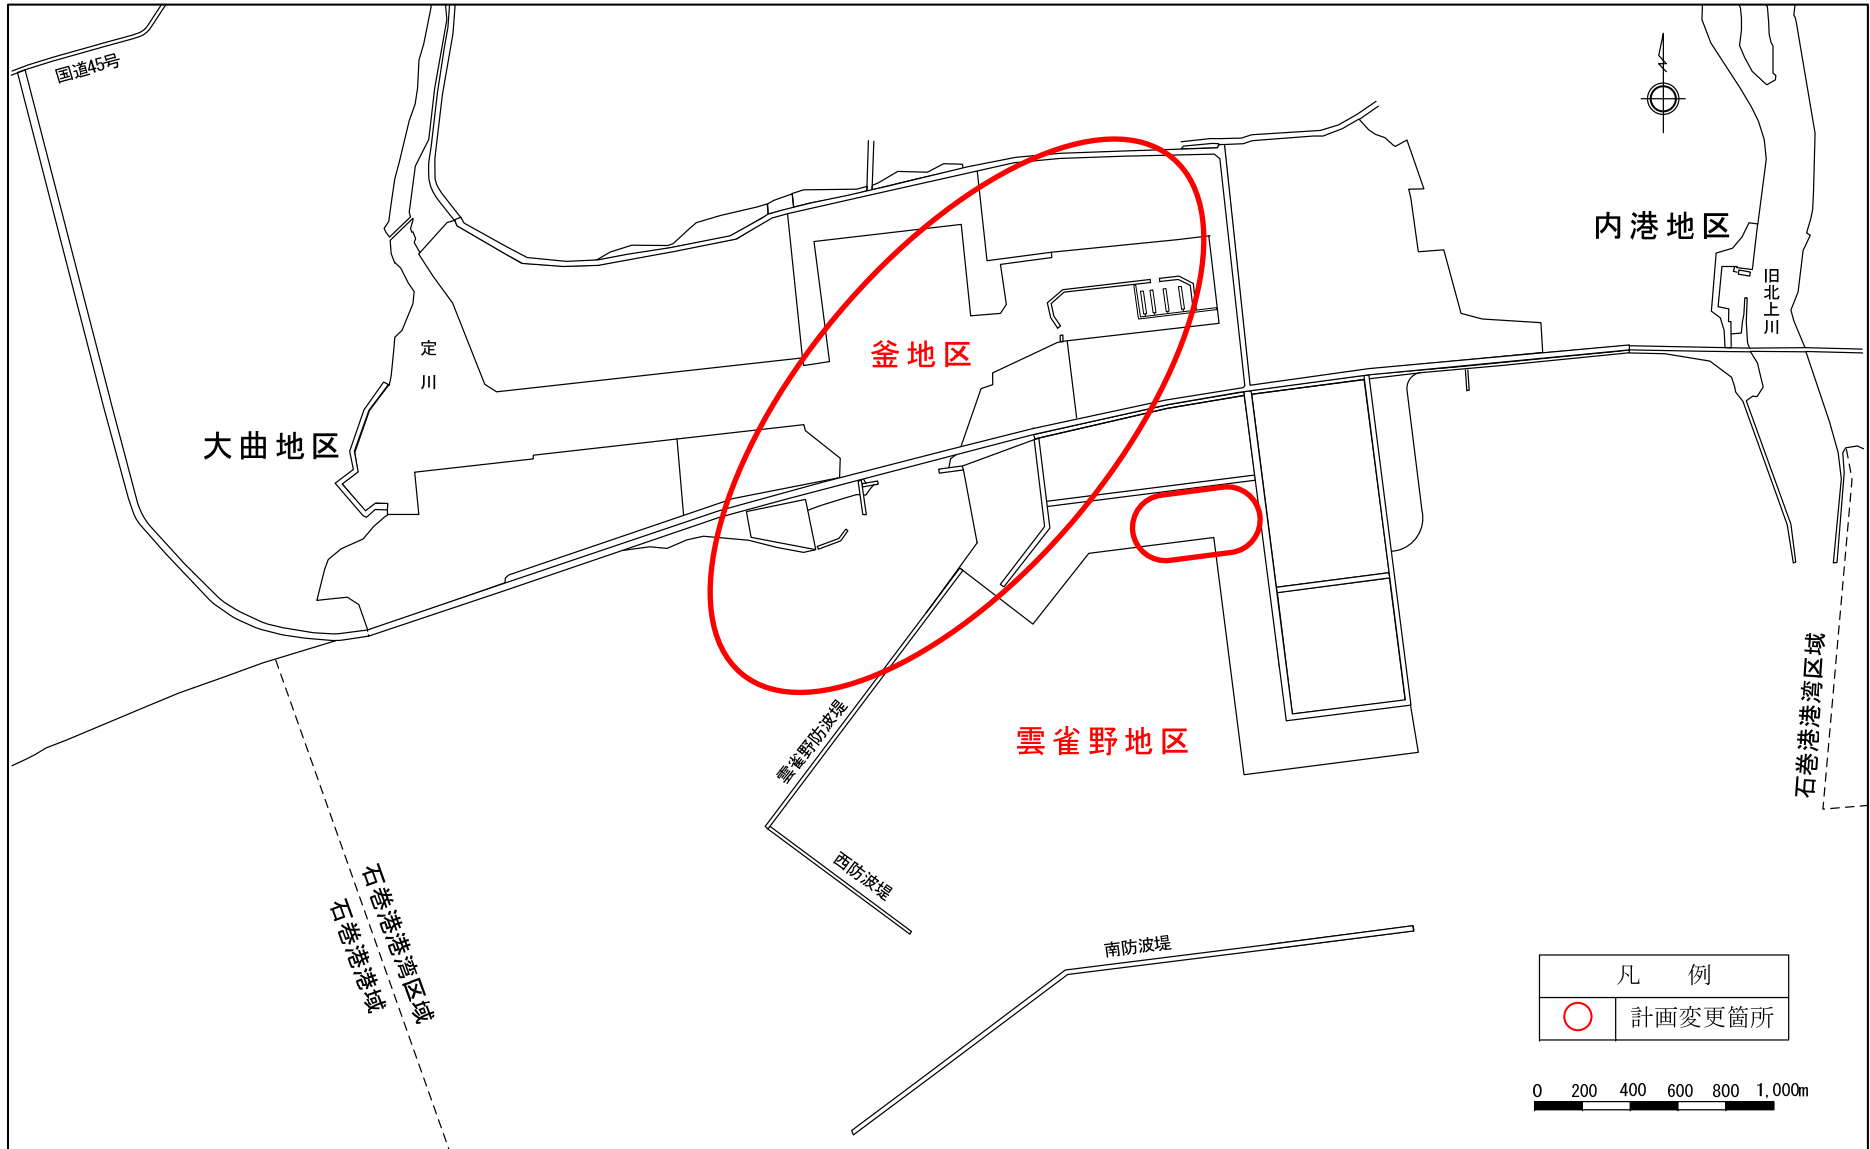 国道45号
内港地区
旧北上川
釜地区
定川
大曲地区
石巻港港湾区域
雲雀野地区
雲雀野防波堤
西防波堤
石巻港港湾区域
石巻港港域
南防波堤
凡 例
計画変更箇所
0 200 400 600 800 1,000m